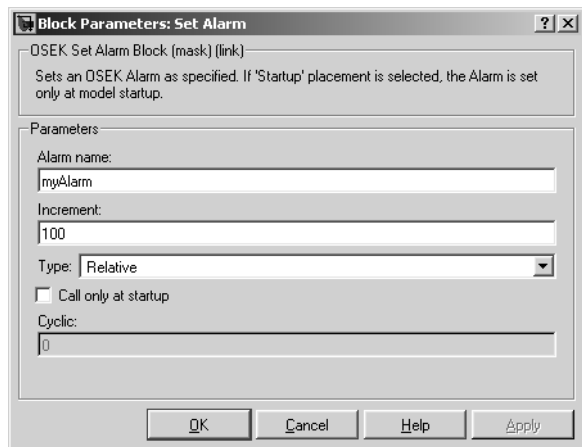 Block Parameters: Set Alarm
OSEK Set Alarm Block (mask) (link)
Sets an OSEK Alarm as specified. If 'Startup' placement is selected, the Alarm is set
only at model startup.
Parameters
Alarm name:
myAlarm
Increment:
100
Type: Relative
Call only at startup
Cyclic:
0
OK Cancel Help Apply